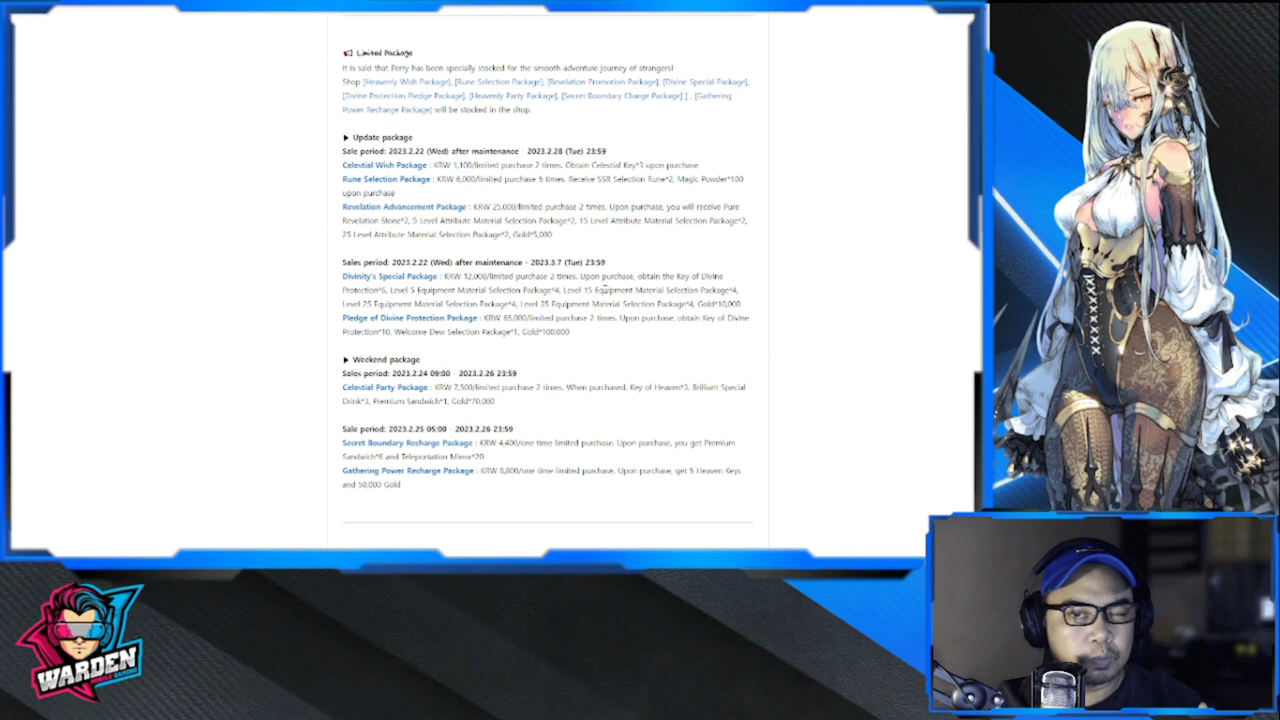 Limited Package
It is said that Perry has been specially stocked for the smooth adventure journey of strangers!
Shop [Heavenly Wish Package], [Rune Selection Package], [Revelation Promotion Package], [Divine Special Package],
[Divine Protection Pledge Package], [Heavenly Party Package], [Secret Boundary Charge Package] ] , [Gathering
Power Recharge Package] will be stocked in the shop.
▶ Update package
Sale period: 2023.2.22 (Wed) after maintenance - 2023.2.28 (Tue) 23:59
Celestial Wish Package : KRW 1,100/limited purchase 2 times. Obtain Celestial Key*3 upon purchase
Rune Selection Package : KRW 6,000/limited purchase 5 times. Receive SSR Selection Rune*2, Magic Powder*100
upon purchase
Revelation Advancement Package : KRW 25,000/limited purchase 2 times. Upon purchase, you will receive Pure
Revelation Stone*2, 5 Level Attribute Material Selection Package*2, 15 Level Attribute Material Selection Package*2,
25 Level Attribute Material Selection Package*2, Gold*5,000
Sales period: 2023.2.22 (Wed) after maintenance - 2023.3.7 (Tue) 23:59
Divinity's Special Package : KRW 12,000/limited purchase 2 times. Upon purchase, obtain the Key of Divine
Protection*6, Level 5 Equipment Material Selection Package*4, Level 15 Equipment Material Selection Package*4,
Level 25 Equipment Material Selection Package*4, Level 35 Equipment Material Selection Package*4, Gold*10,000
Pledge of Divine Protection Package : KRW 65,000/limited purchase 2 times. Upon purchase, obtain Key of Divine
Protection*10, Welcome Dew Selection Package*1, Gold*100,000
▶ Weekend package
Sales period: 2023.2.24 09:00 - 2023.2.26 23:59
Celestial Party Package : KRW 7,500/limited purchase 2 times. When purchased, Key of Heaven*3, Brilliant Special
Drink*3, Premium Sandwich*1, Gold*70,000
Sale period: 2023.2.25 05:00 - 2023.2.26 23:59
Secret Boundary Recharge Package : KRW 4,400/one time limited purchase. Upon purchase, you get Premium
Sandwich*6 and Teleportation Mirror*20
Gathering Power Recharge Package : KRW 8,800/one time limited purchase. Upon purchase, get 5 Heaven Keys
and 50,000 Gold
WARDEN
MOBILE GAMING